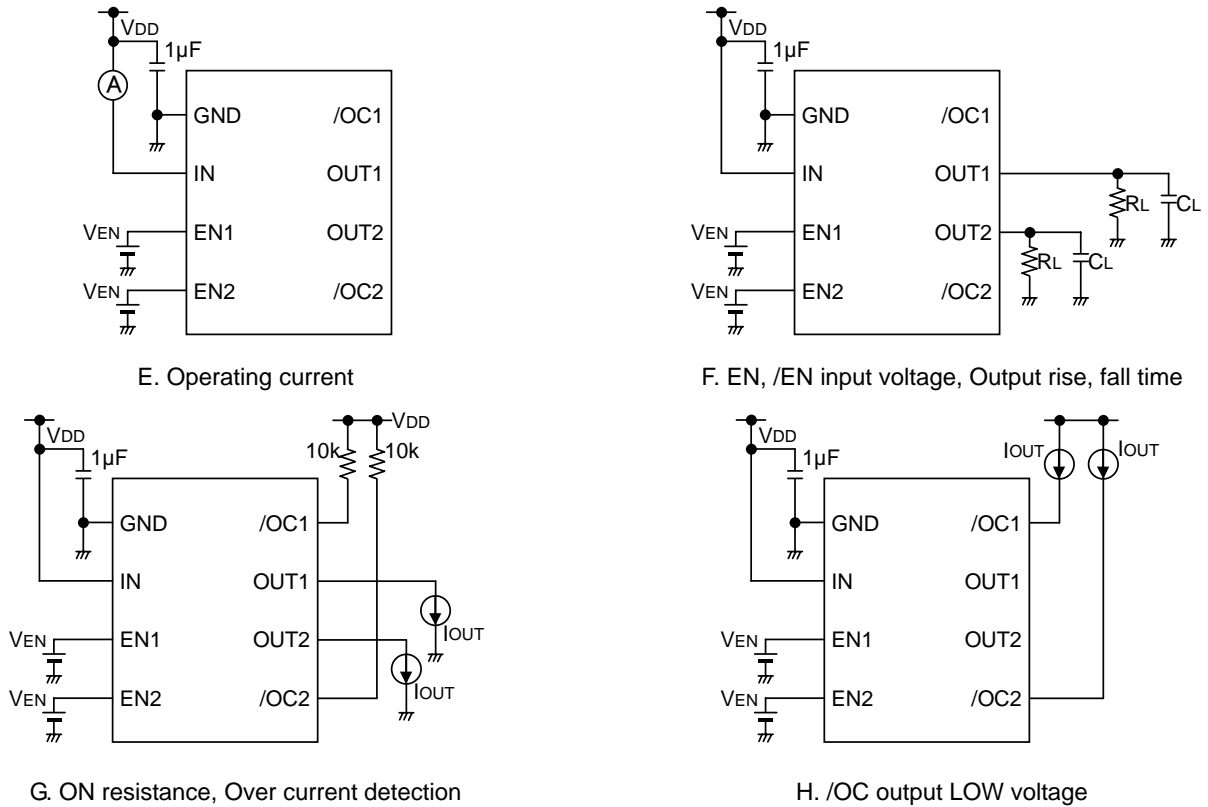 VDD
1µF
A
GND /OC1
IN OUT1
VEN EN1 OUT2
VEN EN2 /OC2
E. Operating current
VDD
1µF
GND /OC1
IN OUT1
RL CL
VEN EN1 OUT2
RL CL
VEN EN2 /OC2
F. EN, /EN input voltage, Output rise, fall time
VDD
VDD
1µF
10k 10k
GND /OC1
IN OUT1
IOUT
VEN EN1 OUT2
IOUT
VEN EN2 /OC2
G. ON resistance, Over current detection
VDD
1µF
IOUT IOUT
GND /OC1
IN OUT1
VEN EN1 OUT2
VEN EN2 /OC2
H. /OC output LOW voltage